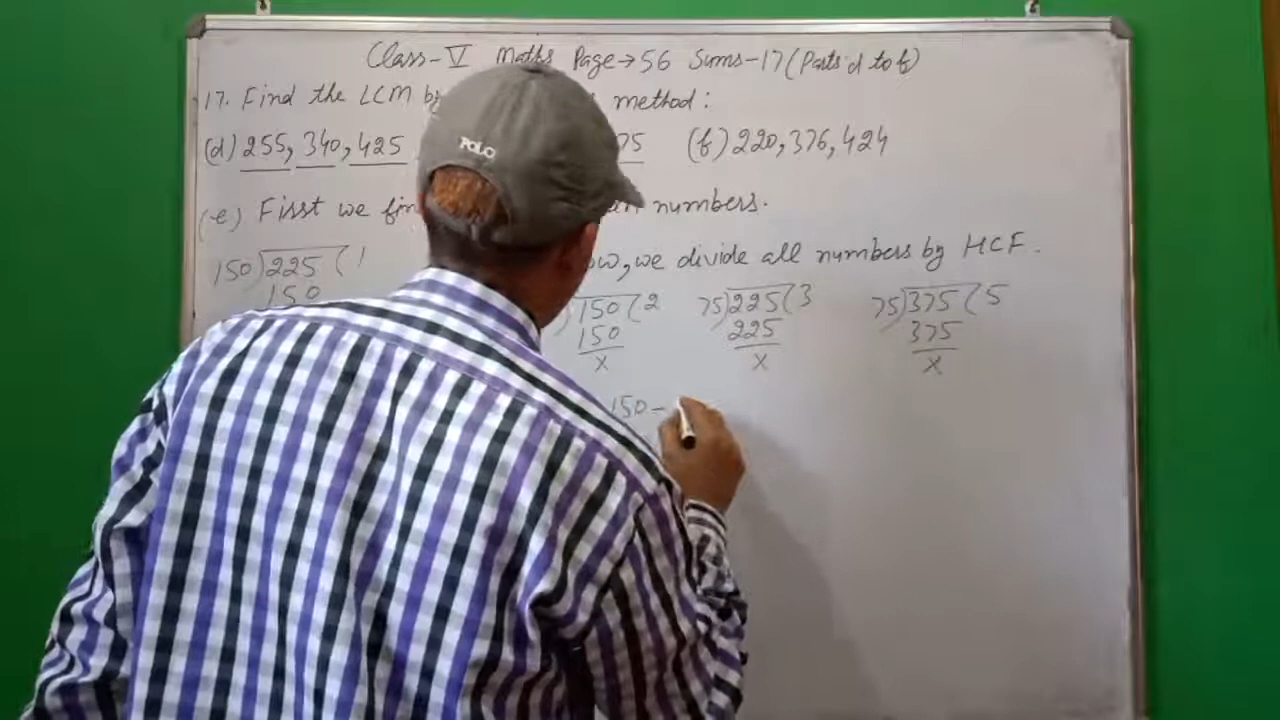 Class-V Maths Page→56 Sums-17(Parts d to f)
17. Find the LCM by method:
(d) 255, 340, 425 75 (f) 220, 376, 424
(e) First we numbers.
we divide all numbers by HCF.
150)225(1
150
150(2 75)225(3 75)375(5
150 225 375
x x x
150 -
POLO